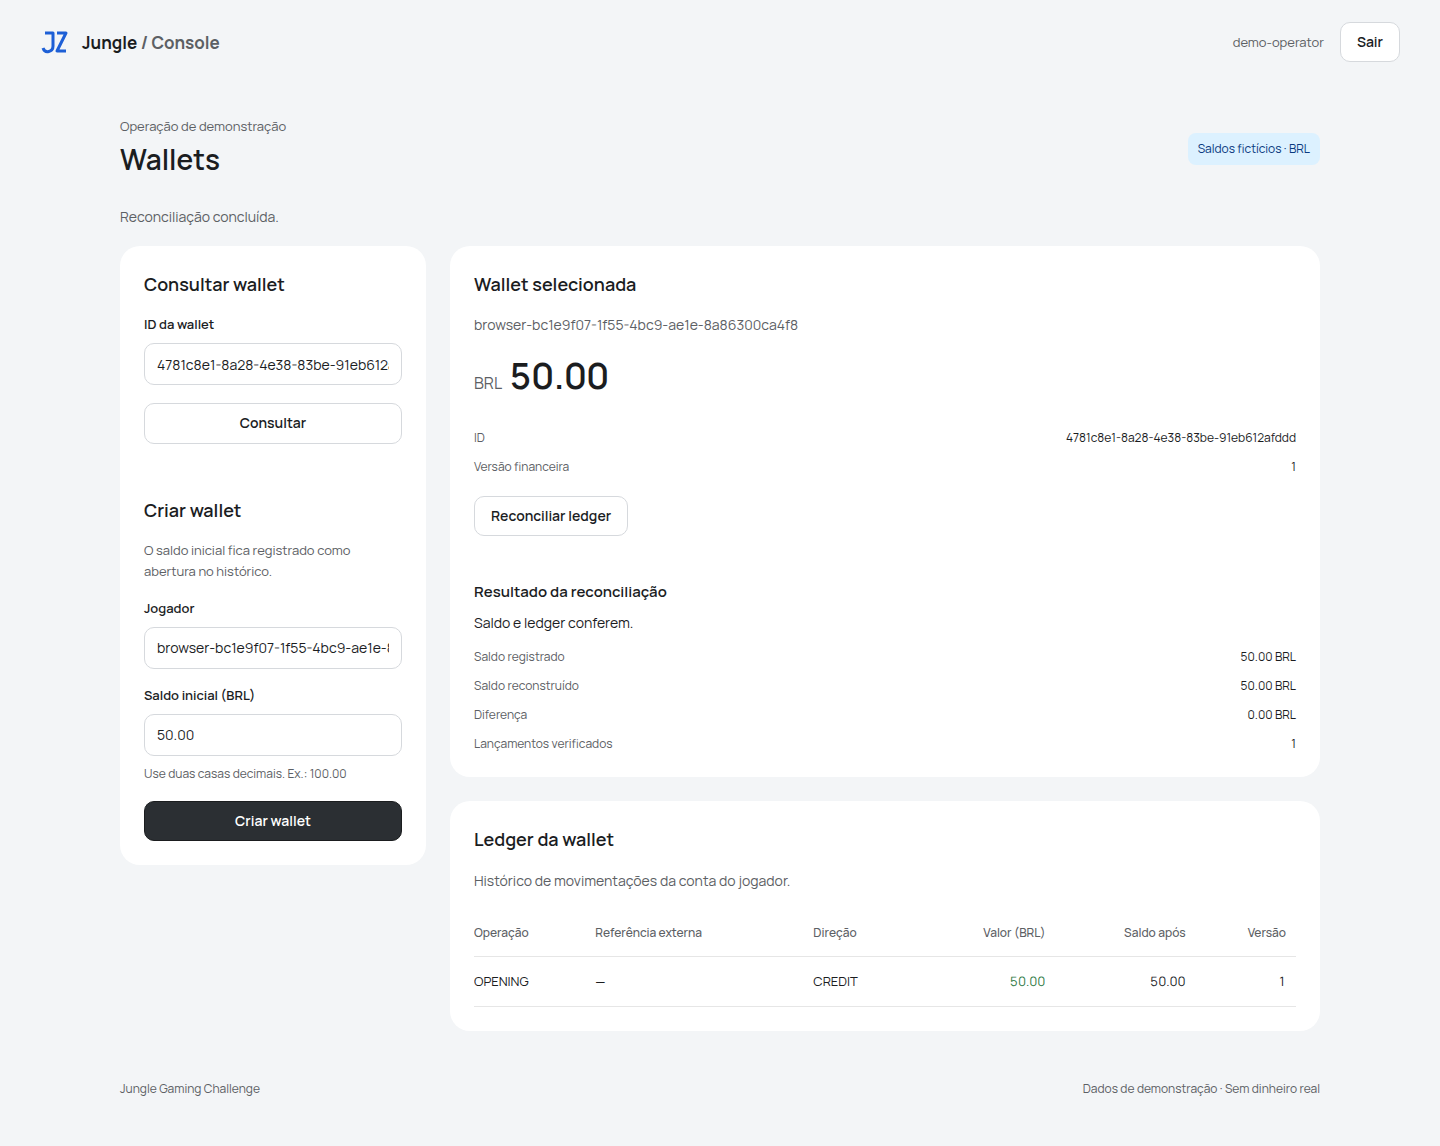 JZ Jungle / Console
demo-operator
Sair
Operação de demonstração
Wallets
Saldos fictícios · BRL
Reconciliação concluída.
Consultar wallet
ID da wallet
4781c8e1-8a28-4e38-83be-91eb612
Consultar
Criar wallet
O saldo inicial fica registrado como
abertura no histórico.
Jogador
browser-bc1e9f07-1f55-4bc9-ae1e-
Saldo inicial (BRL)
50.00
Use duas casas decimais. Ex.: 100.00
Criar wallet
Wallet selecionada
browser-bc1e9f07-1f55-4bc9-ae1e-8a86300ca4f8
BRL 50.00
ID 4781c8e1-8a28-4e38-83be-91eb612afddd
Versão financeira 1
Reconciliar ledger
Resultado da reconciliação
Saldo e ledger conferem.
Saldo registrado 50.00 BRL
Saldo reconstruído 50.00 BRL
Diferença 0.00 BRL
Lançamentos verificados 1
Ledger da wallet
Histórico de movimentações da conta do jogador.
Operação Referência externa Direção Valor (BRL) Saldo após Versão
OPENING — CREDIT 50.00 50.00 1
Jungle Gaming Challenge
Dados de demonstração · Sem dinheiro real